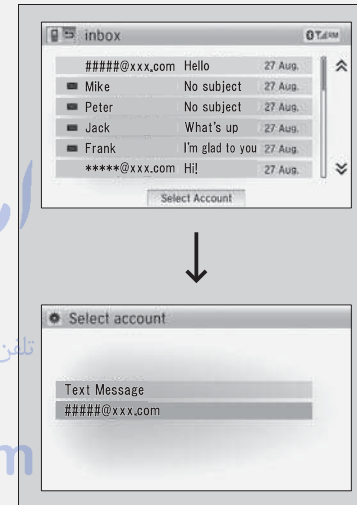 inbox
#####@xxx.com Hello 27 Aug.
Mike No subject 27 Aug.
Peter No subject 27 Aug.
Jack What's up 27 Aug.
Frank I'm glad to you 27 Aug.
*****@xxx.com Hi! 27 Aug.
Select Account
Select account
Text Message
#####@xxx.com
تلفن
m